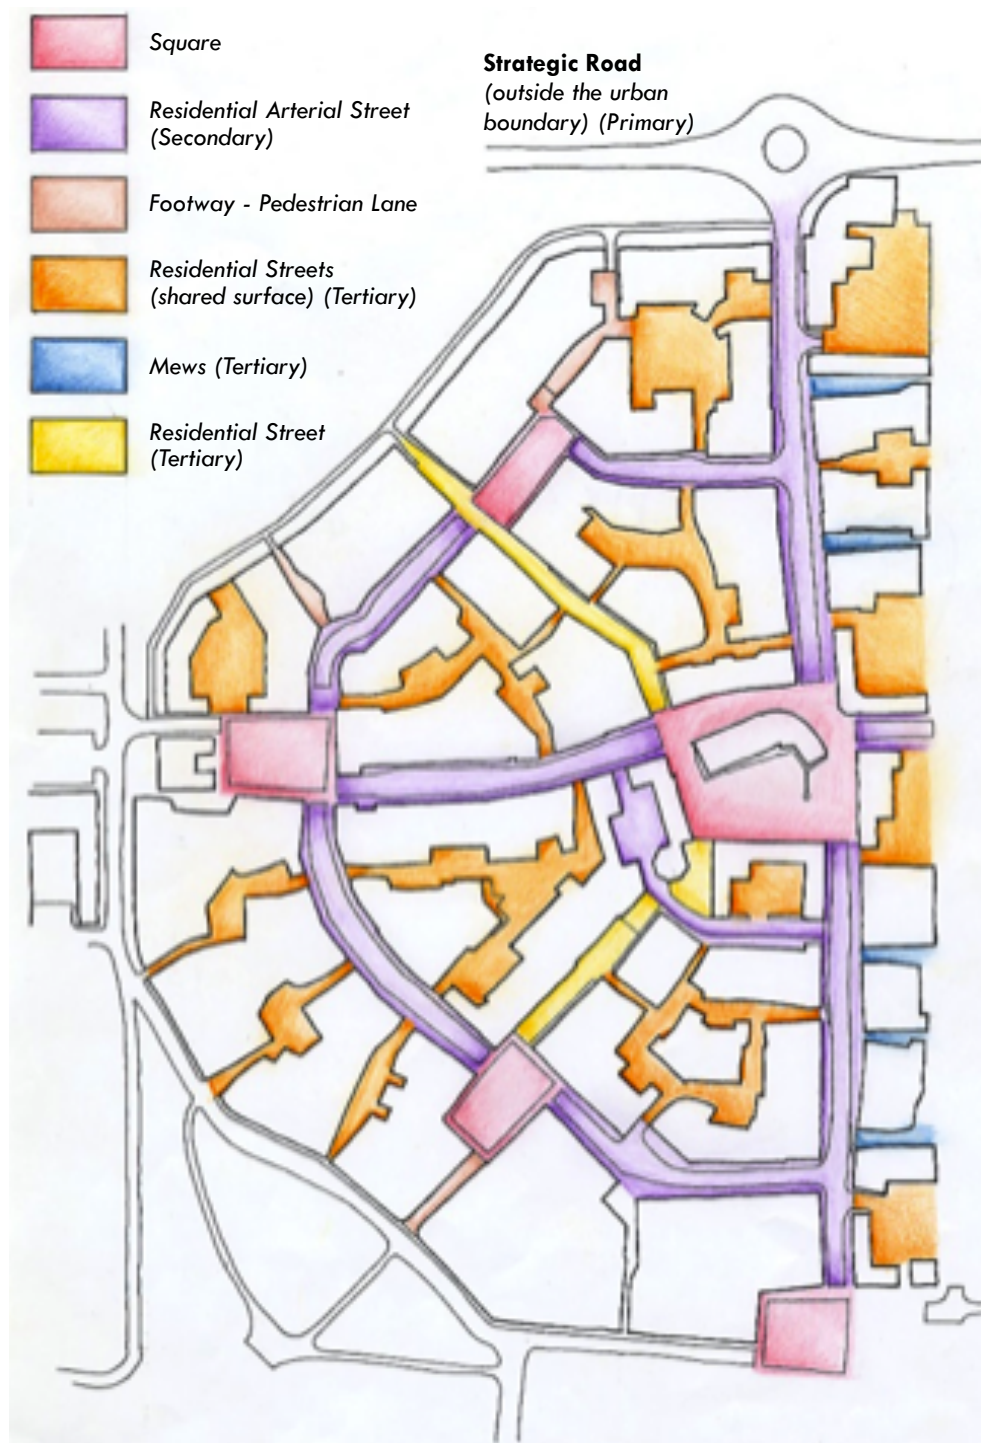 Square
Strategic Road
(outside the urban
boundary) (Primary)
Residential Arterial Street
(Secondary)
Footway - Pedestrian Lane
Residential Streets
(shared surface) (Tertiary)
Mews (Tertiary)
Residential Street
(Tertiary)